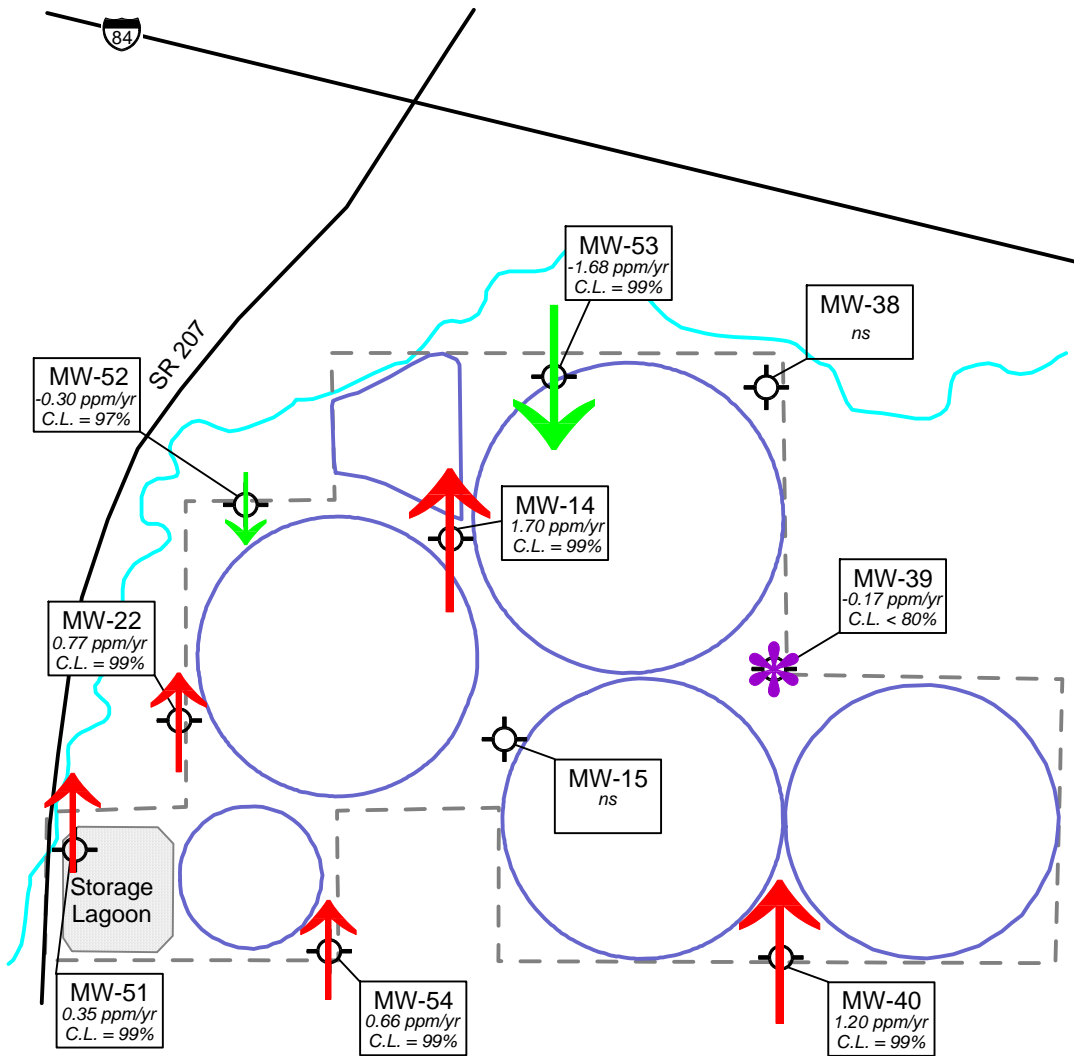 84
SR 207
MW-53
-1.68 ppm/yr
C.L. = 99%
MW-38
ns
MW-52
-0.30 ppm/yr
C.L. = 97%
MW-14
1.70 ppm/yr
C.L. = 99%
MW-39
-0.17 ppm/yr
C.L. < 80%
MW-22
0.77 ppm/yr
C.L. = 99%
MW-15
ns
Storage
Lagoon
MW-51
0.35 ppm/yr
C.L. = 99%
MW-54
0.66 ppm/yr
C.L. = 99%
MW-40
1.20 ppm/yr
C.L. = 99%